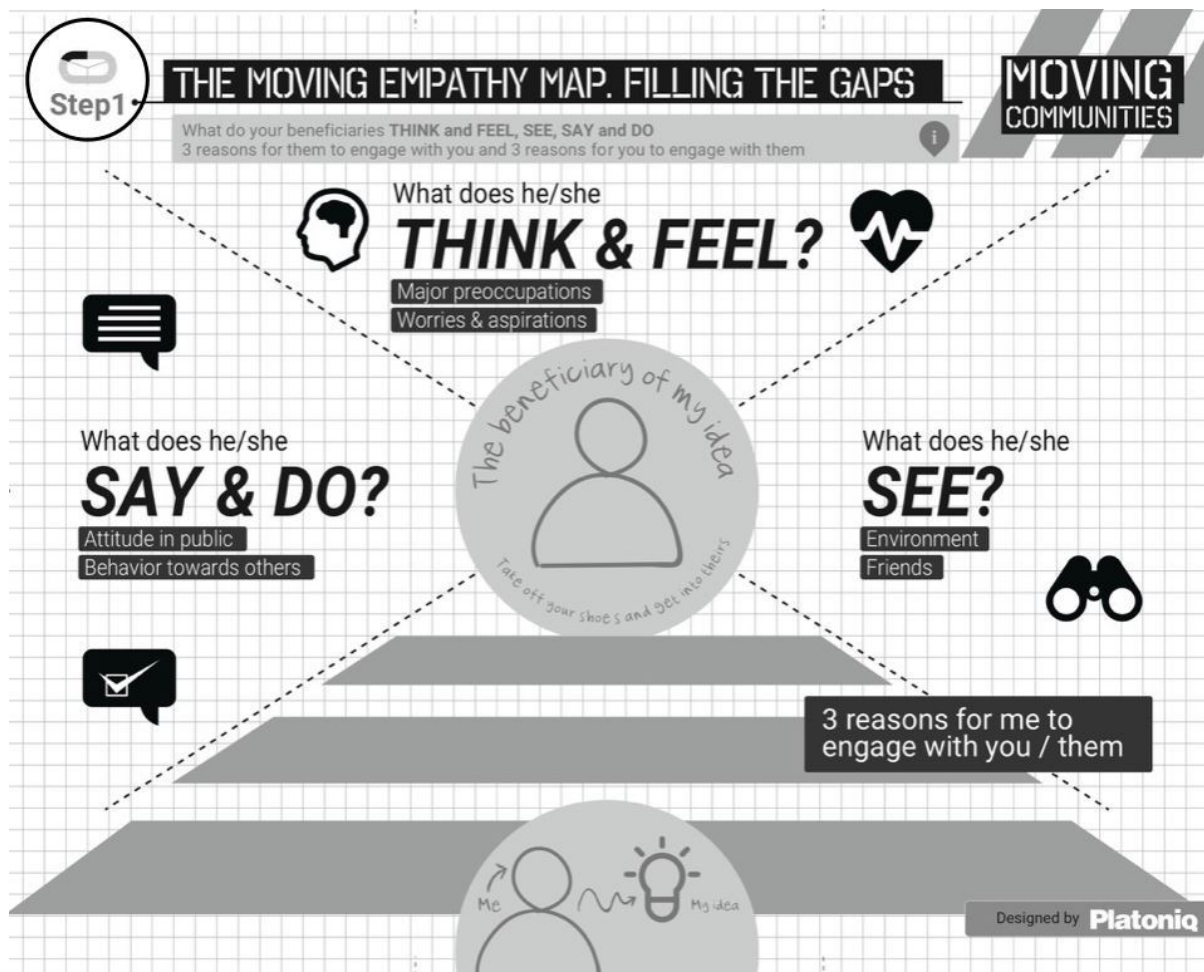 Step1
THE MOVING EMPATHY MAP. FILLING THE GAPS
MOVING
COMMUNITIES
What do your beneficiaries THINK and FEEL, SEE, SAY and DO
3 reasons for them to engage with you and 3 reasons for you to engage with them
i
What does he/she
THINK & FEEL?
Major preoccupations
Worries & aspirations
The beneficiary of my idea
Take off your shoes and get into theirs
What does he/she
SAY & DO?
Attitude in public
Behavior towards others
What does he/she
SEE?
Environment
Friends
3 reasons for me to
engage with you / them
Me
My idea
Designed by Platoniq